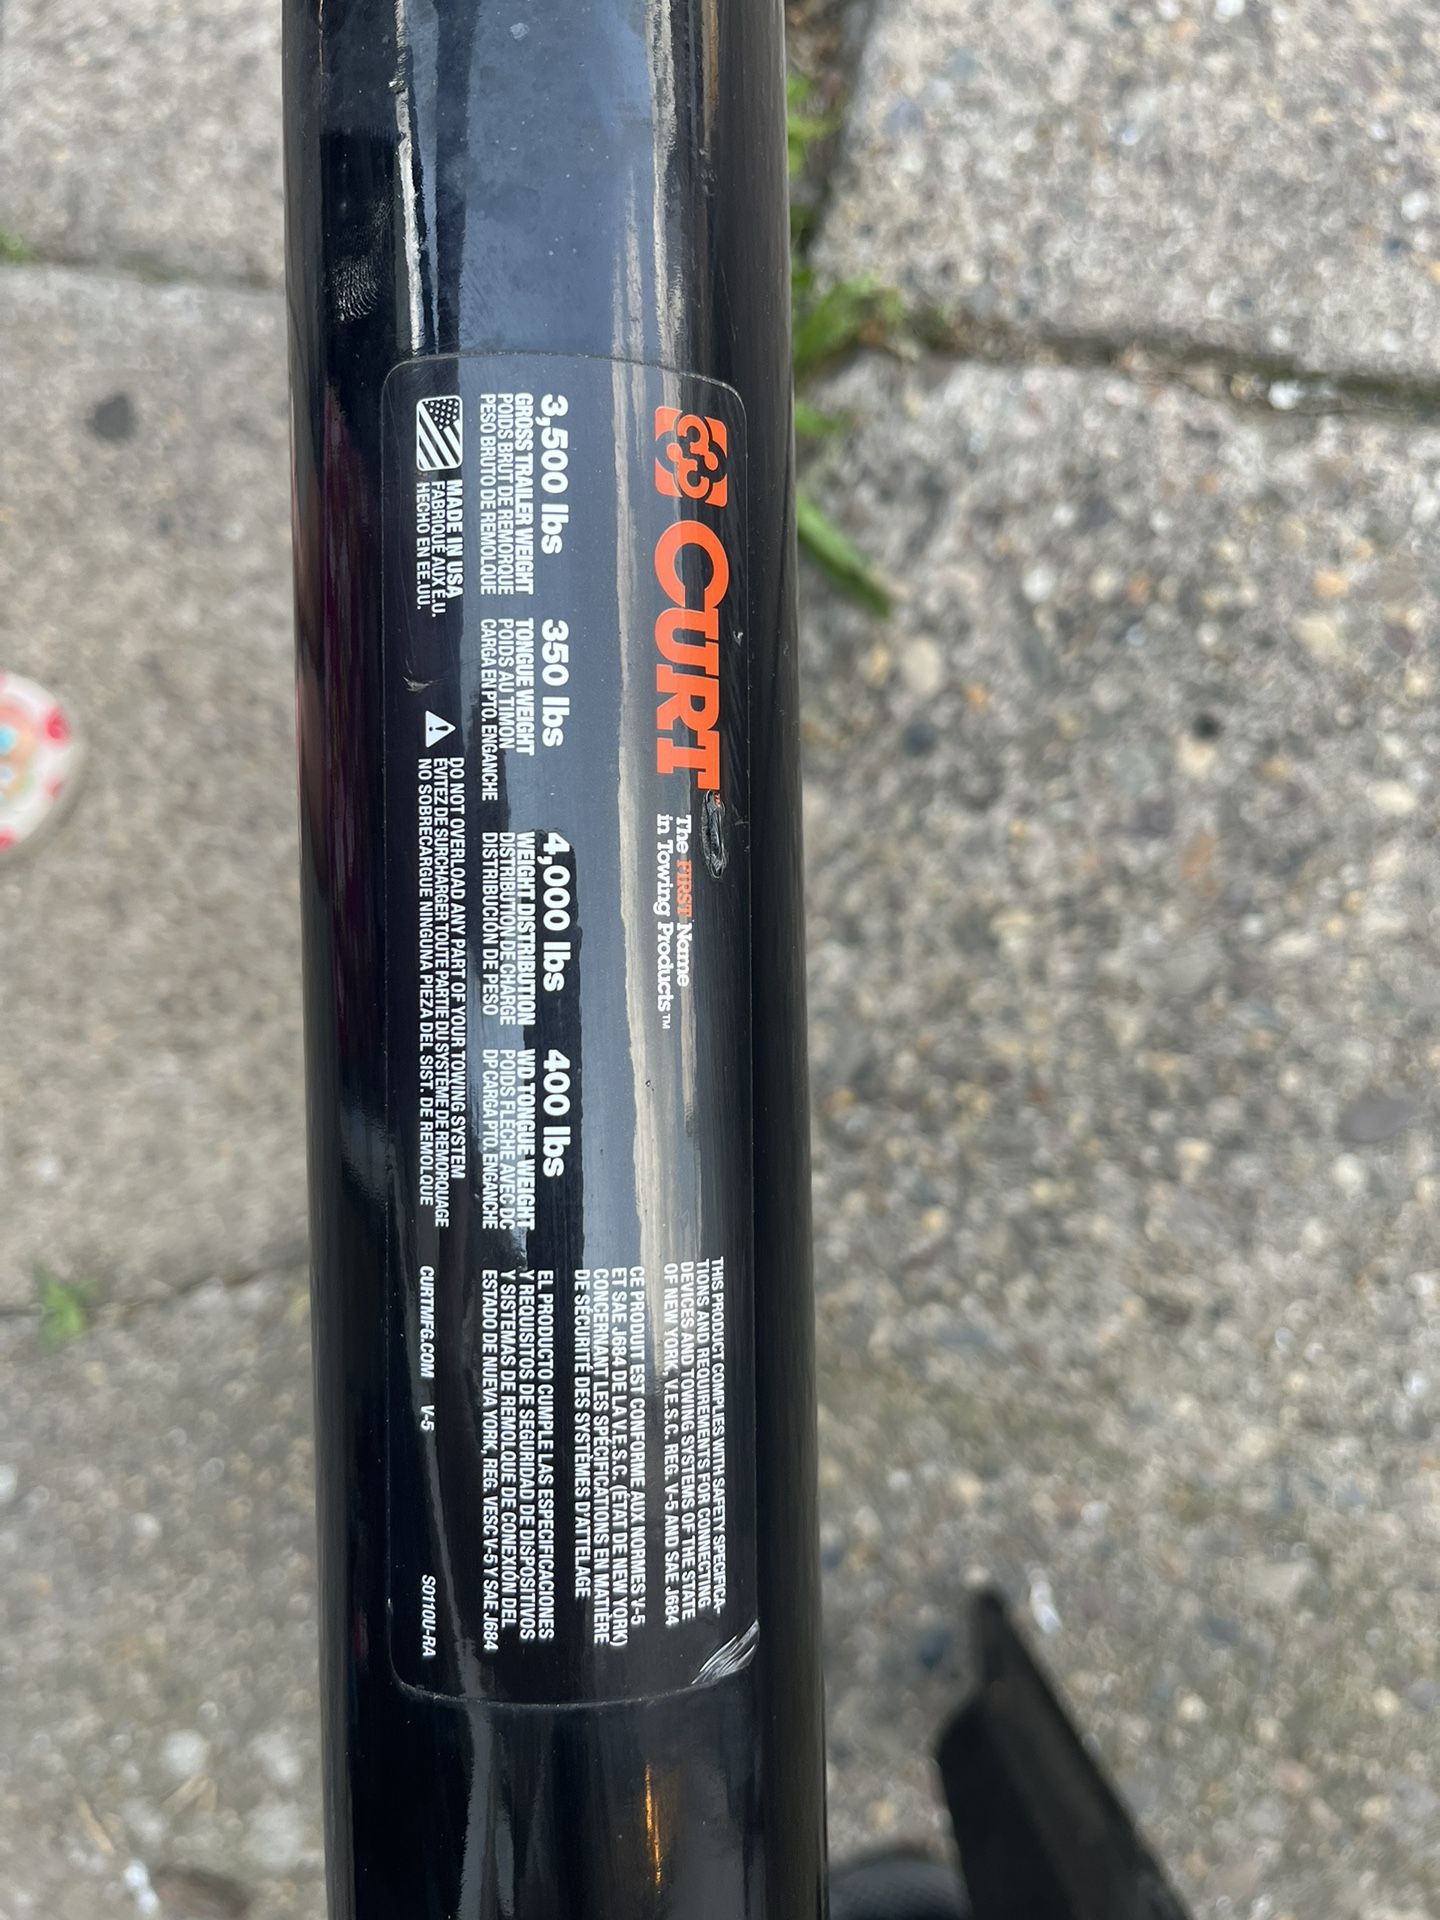 CURT™
The FIRST Name
in Towing Products™
THIS PRODUCT COMPLIES WITH SAFETY SPECIFICA-
TIONS AND REQUIREMENTS FOR CONNECTING
DEVICES AND TOWING SYSTEMS OF THE STATE
OF NEW YORK, V.E.S.C. REG. V-5 AND SAE J684
CE PRODUIT EST CONFORME AUX NORMES V-5
ET SAE J684 DE LA V.E.S.C. (ÉTAT DE NEW YORK)
CONCERNANT LES SPÉCIFICATIONS EN MATIÈRE
DE SÉCURITÉ DES SYSTÈMES D'ATTELAGE
EL PRODUCTO CUMPLE LAS ESPECIFICACIONES
Y REQUISITOS DE SEGURIDAD DE DISPOSITIVOS
Y SISTEMAS DE REMOLQUE DE CONEXIÓN DEL
ESTADO DE NUEVA YORK, REG. VESC V-5 Y SAE J684
3,500 lbs
GROSS TRAILER WEIGHT
POIDS BRUT DE REMORQUE
PESO BRUTO DE REMOLQUE
350 lbs
TONGUE WEIGHT
POIDS AU TIMON
CARGA EN PTO. ENGANCHE
4,000 lbs
WEIGHT DISTRIBUTION
DISTRIBUTION DE CHARGE
DISTRIBUCIÓN DE PESO
400 lbs
WD TONGUE WEIGHT
POIDS FLÈCHE AVEC DC
DP CARGA PTO. ENGANCHE
MADE IN USA
FABRIQUÉ AUX É.U.
HECHO EN EE.UU.
DO NOT OVERLOAD ANY PART OF YOUR TOWING SYSTEM
ÉVITEZ DE SURCHARGER TOUTE PARTIE DU SYSTÈME DE REMORQUAGE
NO SOBRECARGUE NINGUNA PIEZA DEL SIST. DE REMOLQUE
CURTMFG.COM
V-5
S0110U-RA